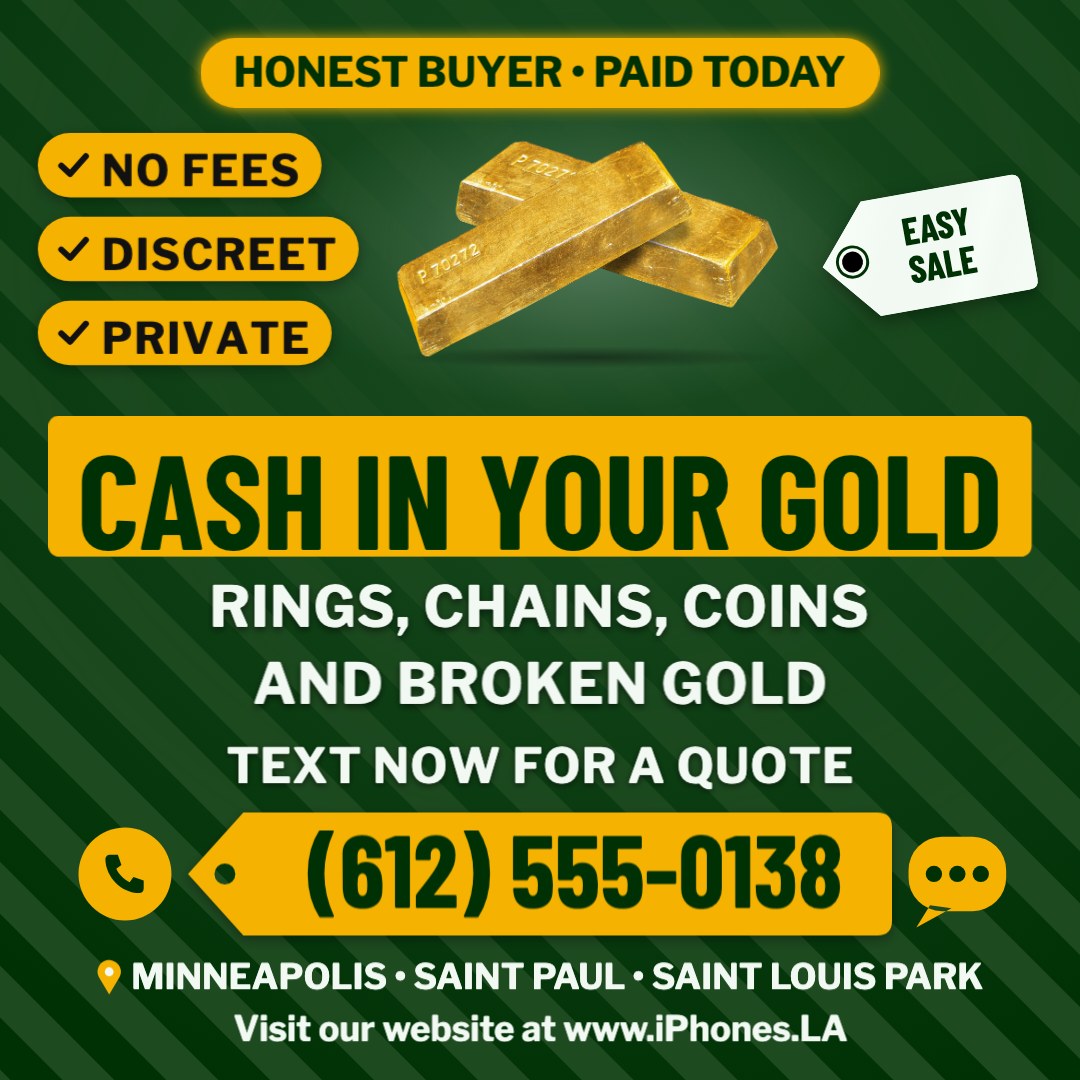 HONEST BUYER • PAID TODAY
✓ NO FEES
✓ DISCREET
✓ PRIVATE
P 70272
EASY
SALE
CASH IN YOUR GOLD
RINGS, CHAINS, COINS
AND BROKEN GOLD
TEXT NOW FOR A QUOTE
(612) 555-0138
MINNEAPOLIS • SAINT PAUL • SAINT LOUIS PARK
Visit our website at www.iPhones.LA